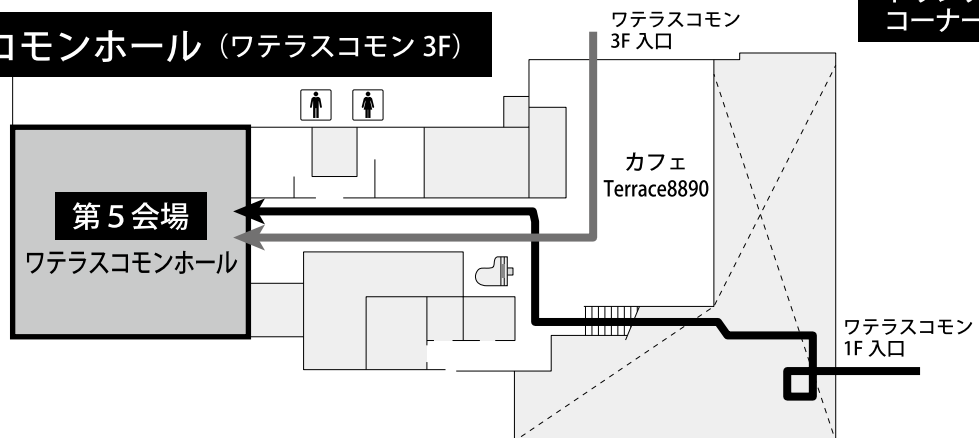 コモンホール（ワテラスコモン 3F）
ワテラスコモン
3F 入口
コーナー
カフェ
Terrace8890
第5会場
ワテラスコモンホール
ワテラスコモン
1F 入口